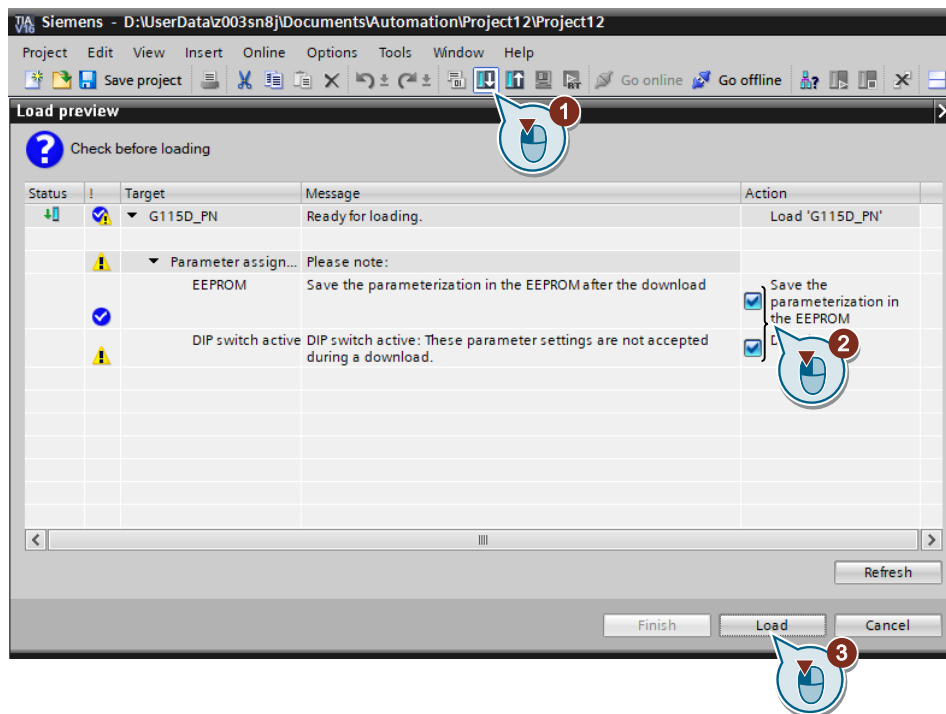 TIA V16 Siemens - D:\UserData\z003sn8j\Documents\Automation\Project12\Project12
Project Edit View Insert Online Options Tools Window Help
Save project Go online Go offline
1
Load preview
Check before loading
Status ! Target Message Action
G115D_PN Ready for loading. Load 'G115D_PN'
Parameter assign... Please note:
EEPROM Save the parameterization in the EEPROM after the download Save the
parameterization in
the EEPROM
DIP switch active DIP switch active: These parameter settings are not accepted
during a download.
2
Refresh
Finish Load Cancel
3